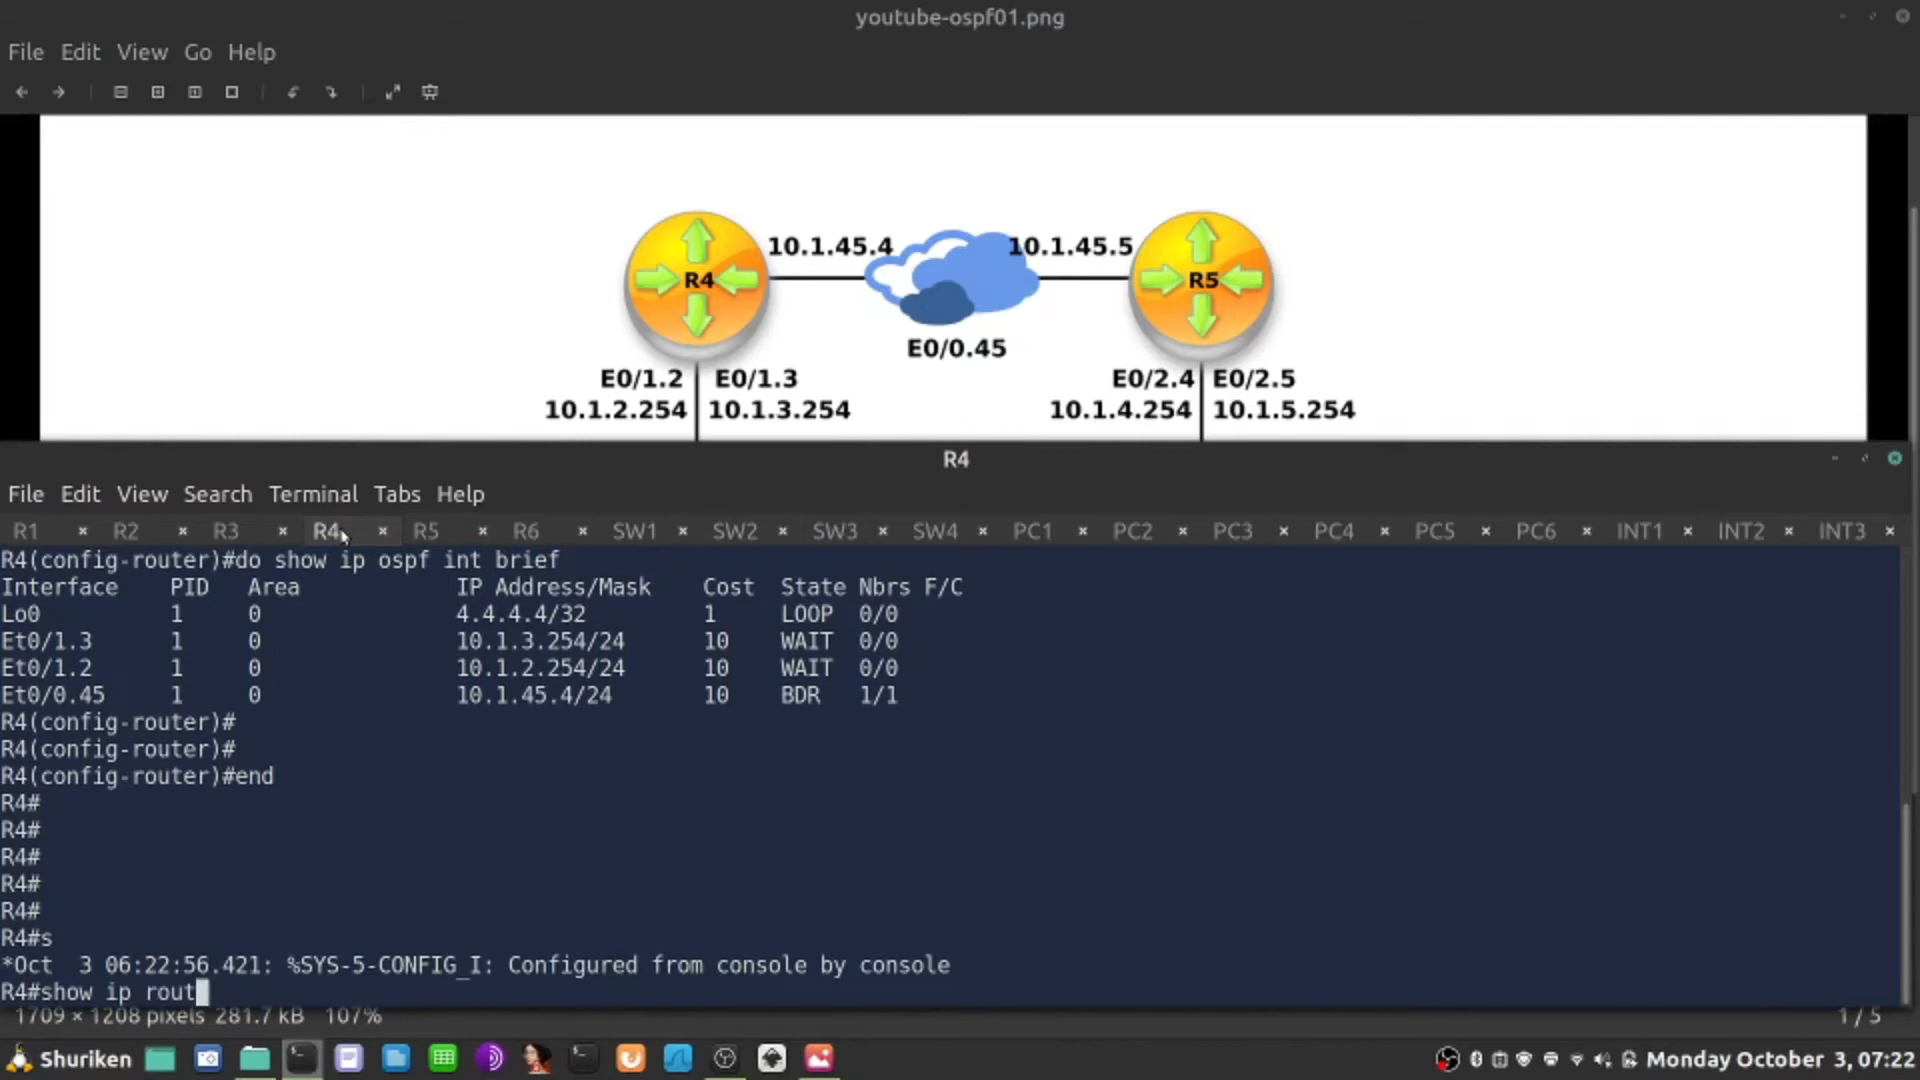 youtube-ospf01.png
File Edit View Go Help
10.1.45.4 10.1.45.5
R4 R5
E0/0.45
E0/1.2 E0/1.3 E0/2.4 E0/2.5
10.1.2.254 10.1.3.254 10.1.4.254 10.1.5.254
R4
File Edit View Search Terminal Tabs Help
R1 × R2 × R3 × R4 × R5 × R6 × SW1 × SW2 × SW3 × SW4 × PC1 × PC2 × PC3 × PC4 × PC5 × PC6 × INT1 × INT2 × INT3 ×
R4(config-router)#do show ip ospf int brief
Interface PID Area IP Address/Mask Cost State Nbrs F/C
Lo0 1 0 4.4.4.4/32 1 LOOP 0/0
Et0/1.3 1 0 10.1.3.254/24 10 WAIT 0/0
Et0/1.2 1 0 10.1.2.254/24 10 WAIT 0/0
Et0/0.45 1 0 10.1.45.4/24 10 BDR 1/1
R4(config-router)#
R4(config-router)#
R4(config-router)#end
R4#
R4#
R4#
R4#
R4#
R4#s
*Oct 3 06:22:56.421: %SYS-5-CONFIG_I: Configured from console by console
R4#show ip rout
1709 × 1208 pixels 281.7 kB 107% 1 / 5
Shuriken Monday October 3, 07:22